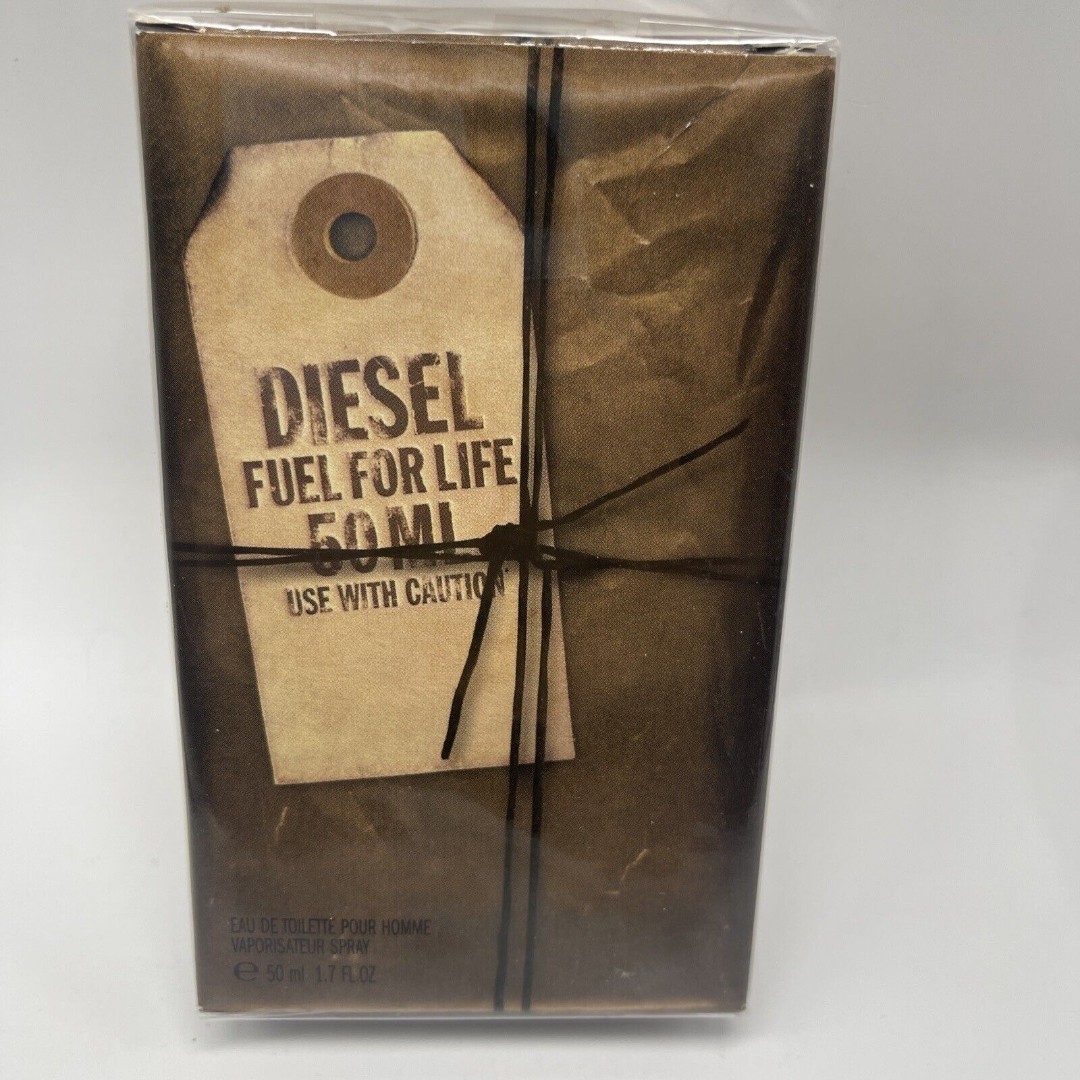 DIESEL
FUEL FOR LIFE
50 ML
USE WITH CAUTION
EAU DE TOILETTE POUR HOMME
VAPORISATEUR SPRAY
℮ 50 ml 1.7 FL OZ